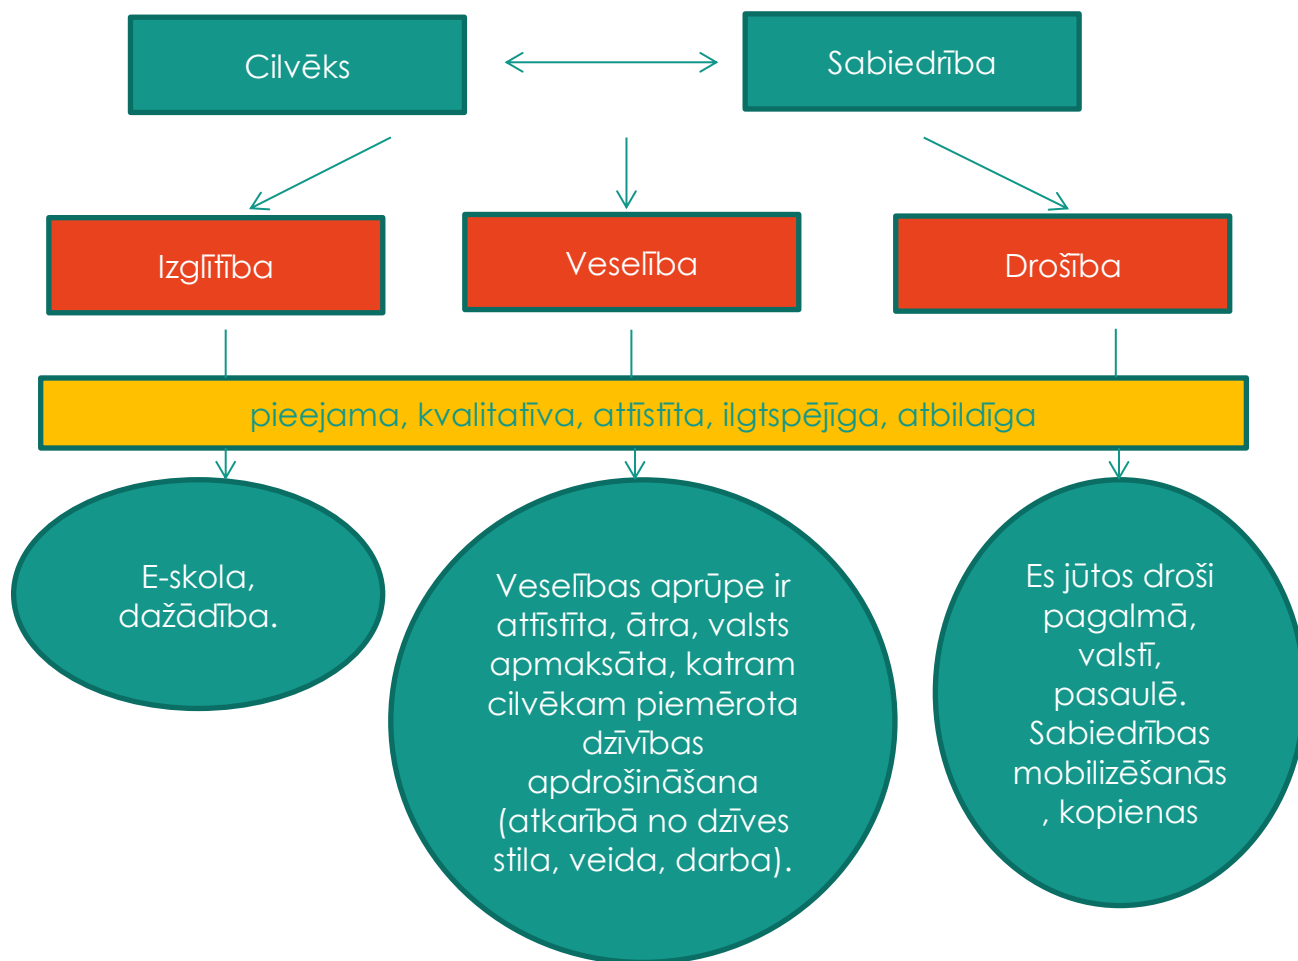 Cilvēks
Sabiedrība
Izglītība
Veselība
Drošība
pieejama, kvalitatīva, attīstīta, ilgtspējīga, atbildīga
E-skola,
dažādība.
Veselības aprūpe ir
attīstīta, ātra, valsts
apmaksāta, katram
cilvēkam piemērota
dzīvības
apdrošināšana
(atkarībā no dzīves
stila, veida, darba).
Es jūtos droši
pagalmā,
valstī,
pasaulē.
Sabiedrības
mobilizēšanās
, kopienas